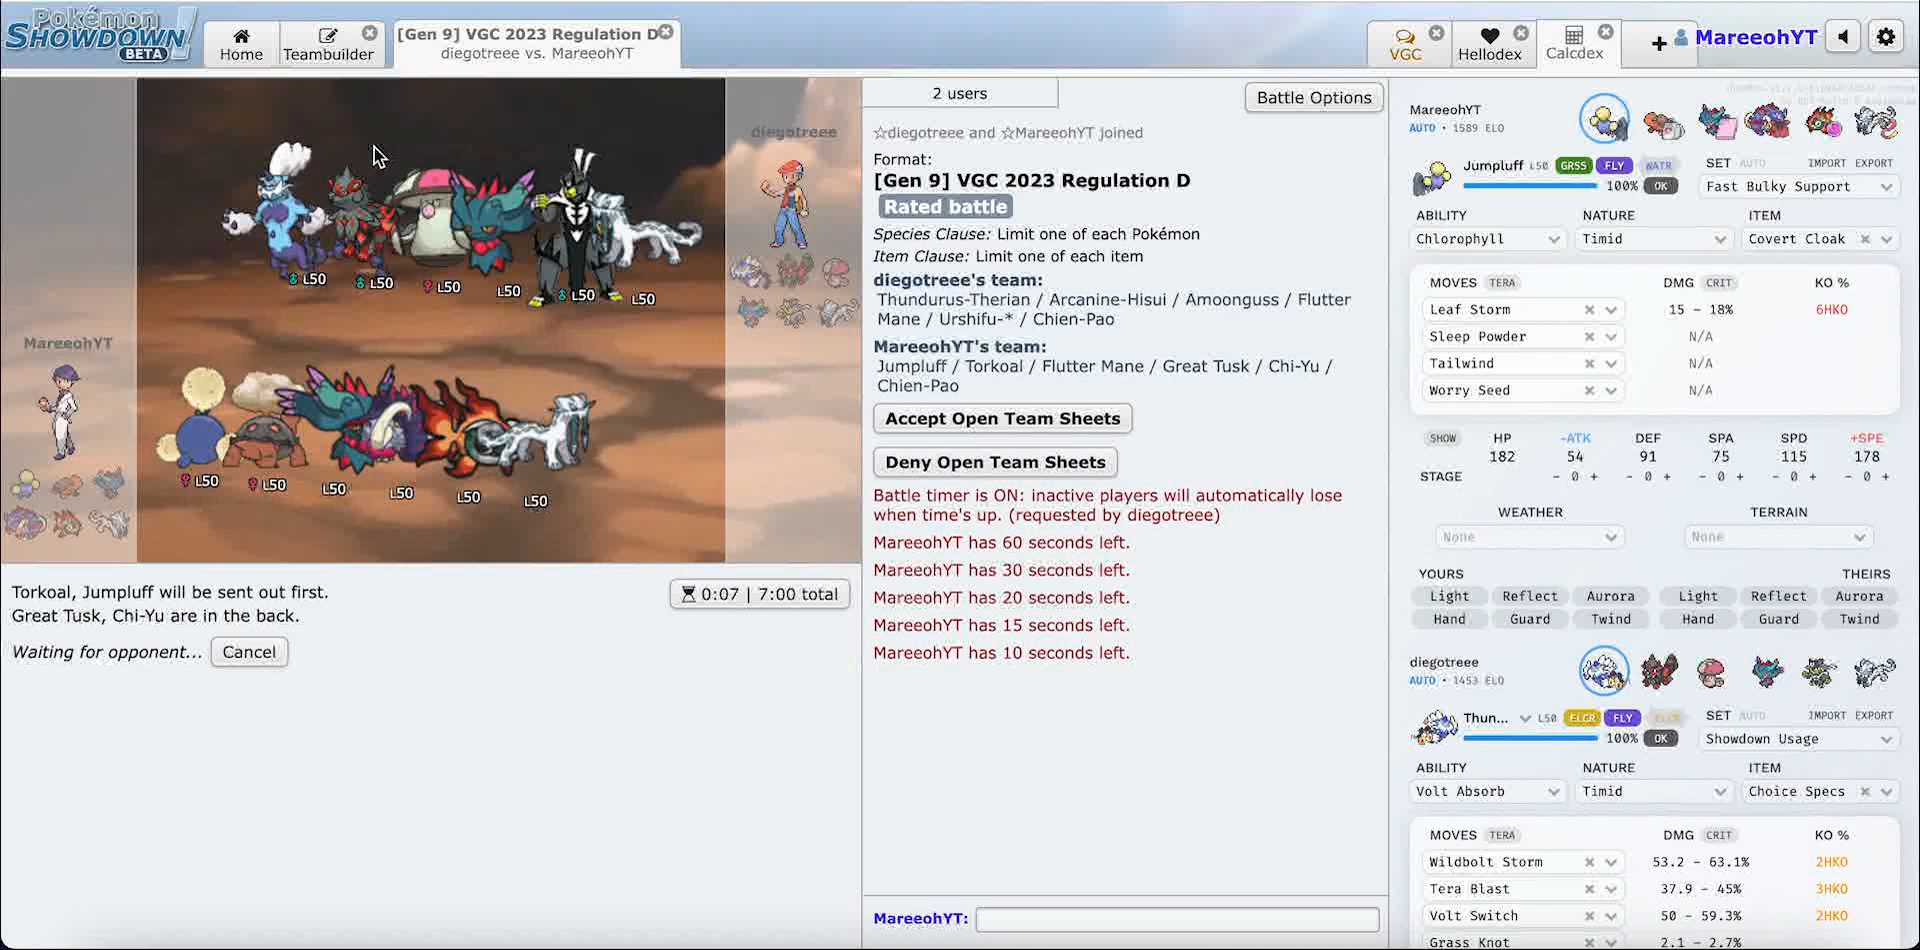 Pokémon
SHOWDOWN!
BETA
Home
Teambuilder
[Gen 9] VGC 2023 Regulation D
diegotreee vs. MareeohYT
VGC
Hellodex
Calcdex
+
MareeohYT
diegotreee
L50
L50
L50
L50
L50
L50
MareeohYT
L50
L50
L50
L50
L50
L50
Torkoal, Jumpluff will be sent out first.
Great Tusk, Chi-Yu are in the back.
0:07 | 7:00 total
Waiting for opponent...
Cancel
2 users
Battle Options
☆diegotreee and ☆MareeohYT joined
Format:
[Gen 9] VGC 2023 Regulation D
Rated battle
Species Clause: Limit one of each Pokémon
Item Clause: Limit one of each item
diegotreee's team:
Thundurus-Therian / Arcanine-Hisui / Amoonguss / Flutter
Mane / Urshifu-* / Chien-Pao
MareeohYT's team:
Jumpluff / Torkoal / Flutter Mane / Great Tusk / Chi-Yu /
Chien-Pao
Accept Open Team Sheets
Deny Open Team Sheets
Battle timer is ON: inactive players will automatically lose
when time's up. (requested by diegotreee)
MareeohYT has 60 seconds left.
MareeohYT has 30 seconds left.
MareeohYT has 20 seconds left.
MareeohYT has 15 seconds left.
MareeohYT has 10 seconds left.
MareeohYT:
MareeohYT
AUTO • 1589 ELO
Jumpluff L50 GRSS FLY WATR
100% OK
SET AUTO IMPORT EXPORT
Fast Bulky Support
ABILITY NATURE ITEM
Chlorophyll Timid Covert Cloak
MOVES TERA DMG CRIT KO %
Leaf Storm 15 - 18% 6HKO
Sleep Powder N/A
Tailwind N/A
Worry Seed N/A
SHOW HP -ATK DEF SPA SPD +SPE
182 54 91 75 115 178
STAGE - 0 + - 0 + - 0 + - 0 + - 0 +
WEATHER TERRAIN
None None
YOURS THEIRS
Light Reflect Aurora Light Reflect Aurora
Hand Guard Twind Hand Guard Twind
diegotreee
AUTO • 1453 ELO
Thun... L50 ELCR FLY
100% OK
SET AUTO IMPORT EXPORT
Showdown Usage
ABILITY NATURE ITEM
Volt Absorb Timid Choice Specs
MOVES TERA DMG CRIT KO %
Wildbolt Storm 53.2 - 63.1% 2HKO
Tera Blast 37.9 - 45% 3HKO
Volt Switch 50 - 59.3% 2HKO
Grass Knot 2.1 - 2.7%